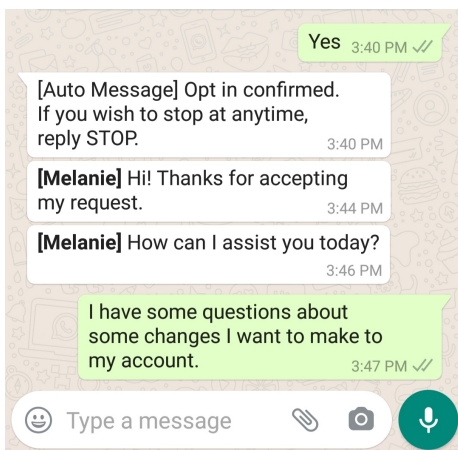 Yes 3:40 PM
[Auto Message] Opt in confirmed.
If you wish to stop at anytime,
reply STOP.
3:40 PM
[Melanie] Hi! Thanks for accepting
my request.
3:44 PM
[Melanie] How can I assist you today?
3:46 PM
I have some questions about
some changes I want to make to
my account.
3:47 PM
Type a message